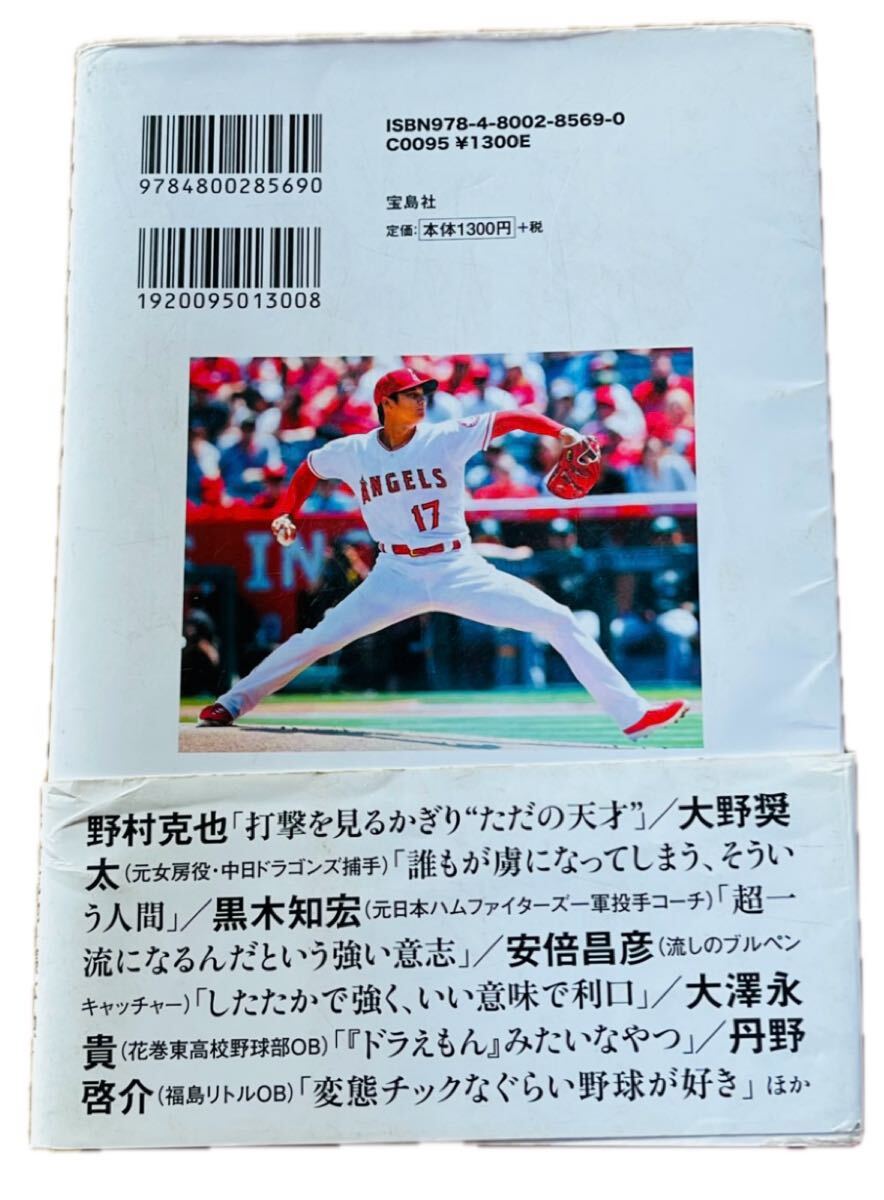 ISBN978-4-8002-8569-0
C0095 ¥1300E
9784800285690
宝島社
定価:本体1300円+税
1920095013008
ANGELS
17
野村克也「打撃を見るかぎり“ただの天才”」/大野奨
太(元女房役・中日ドラゴンズ捕手)「誰もが虜になってしまう、そうい
う人間」/黒木知宏(元日本ハムファイターズ一軍投手コーチ)「超一
流になるんだという強い意志」/安倍昌彦(流しのブルペン
キャッチャー)「したたかで強く、いい意味で利口」/大澤永
貴(花巻東高校野球部OB)「『ドラえもん』みたいなやつ」/丹野
啓介(福島リトルOB)「変態チックなぐらい野球が好き」ほか